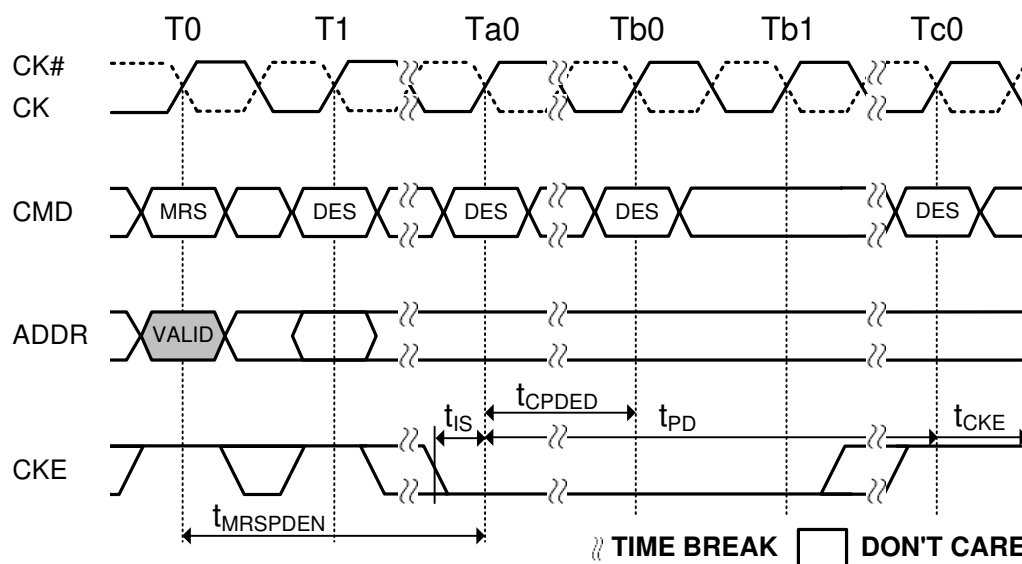 T0 T1 Ta0 Tb0 Tb1 Tc0
CK#
CK
CMD MRS DES DES DES DES
ADDR VALID
tIS tCPDED tPD tCKE
CKE
tMRSPDEN
TIME BREAK DON'T CARE